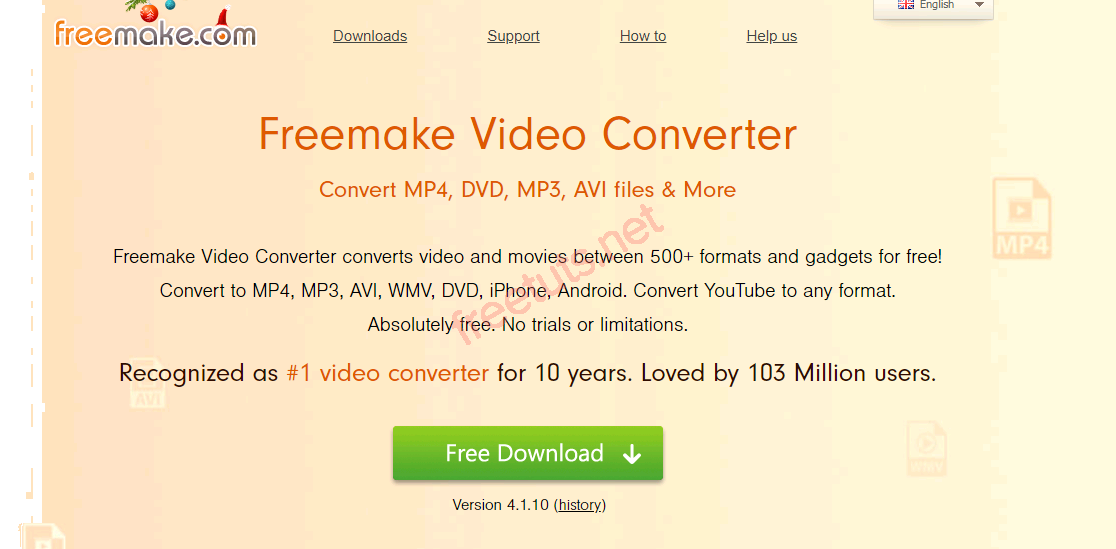 freemake.com
Downloads
Support
How to
Help us
English
Freemake Video Converter
Convert MP4, DVD, MP3, AVI files & More
Freemake Video Converter converts video and movies between 500+ formats and gadgets for free!
Convert to MP4, MP3, AVI, WMV, DVD, iPhone, Android. Convert YouTube to any format.
Absolutely free. No trials or limitations.
freetuts.net
MP4
Recognized as #1 video converter for 10 years. Loved by 103 Million users.
AVI
Free Download
WMV
Version 4.1.10 (history)